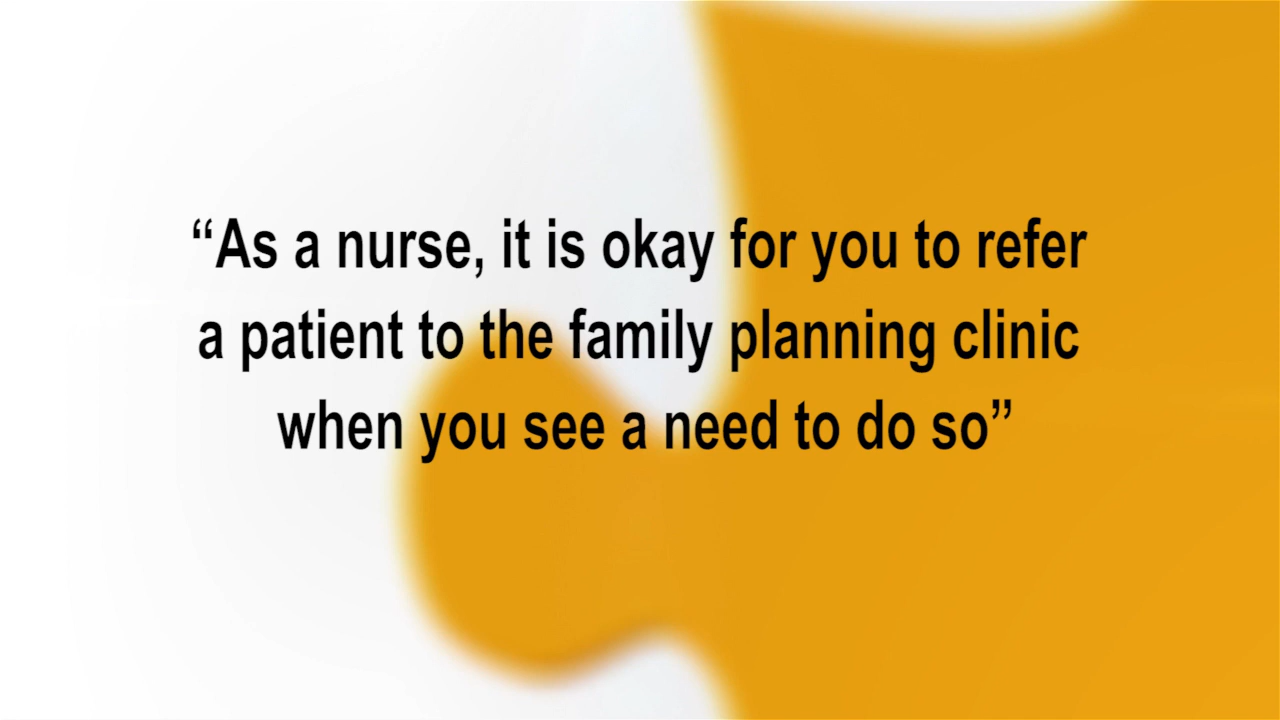 “As a nurse, it is okay for you to refer
a patient to the family planning clinic
when you see a need to do so”